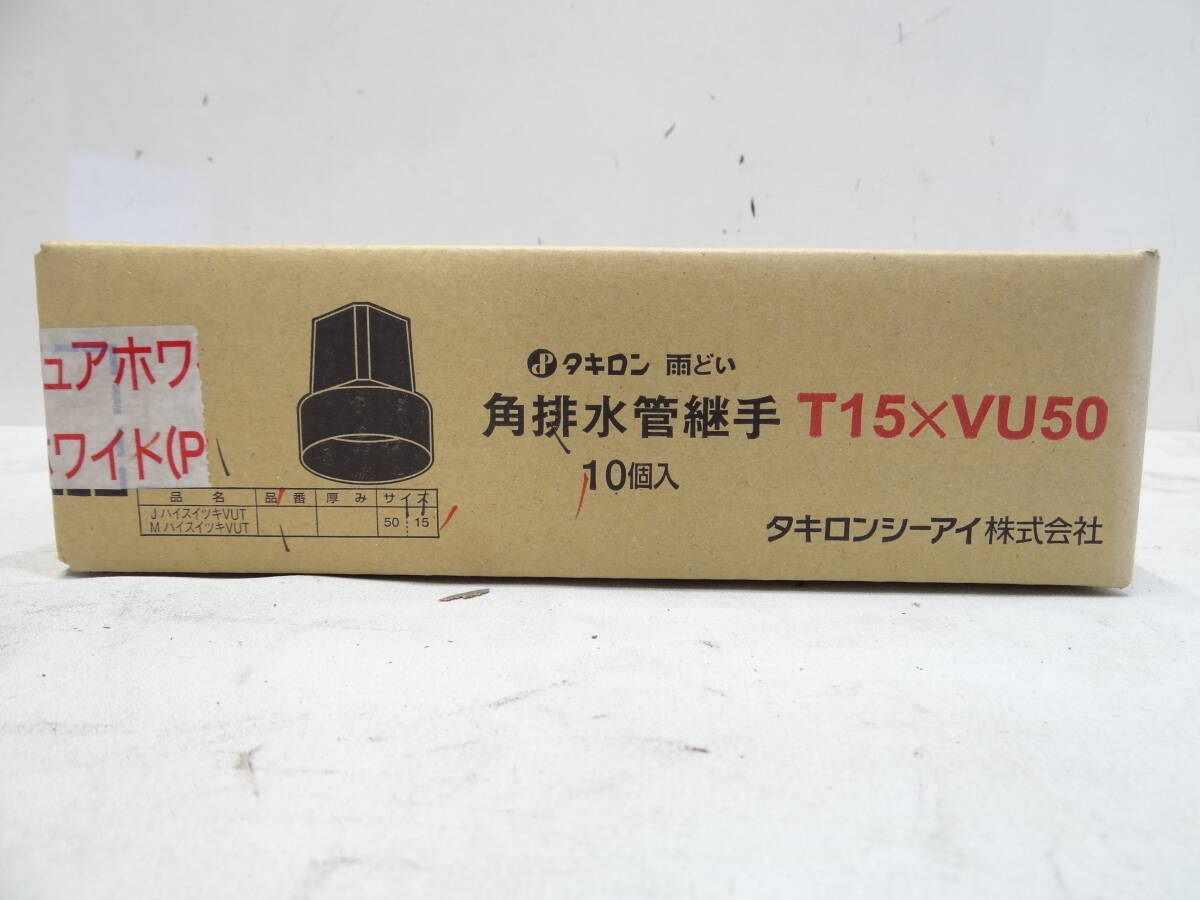 ュアホワ
ホワイト(P
タキロン 雨どい
角排水管継手 T15×VU50
10個入
品 名 品 番 厚 み サイズ
J ハイスイツキVUT
M ハイスイツキVUT
50 15
タキロンシーアイ株式会社